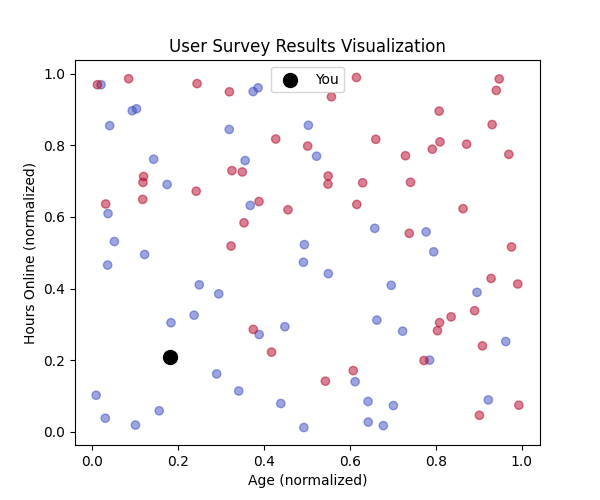 User Survey Results Visualization
You
Hours Online (normalized)
1.0
0.8
0.6
0.4
0.2
0.0
0.0 0.2 0.4 0.6 0.8 1.0
Age (normalized)